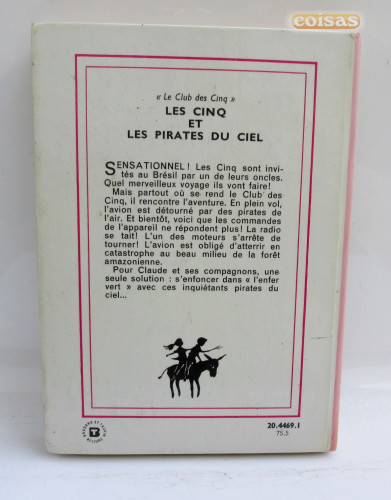 coisas
« Le Club des Cinq »
LES CINQ
ET
LES PIRATES DU CIEL
SENSATIONNEL! Les Cinq sont invi-
tés au Brésil par un de leurs oncles.
Quel merveilleux voyage ils vont faire!
Mais partout où se rend le Club des
Cinq, il rencontre l'aventure. En plein vol,
l'avion est détourné par des pirates de
l'air. Et bientôt, voici que les commandes
de l'appareil ne répondent plus! La radio
se tait! L'un des moteurs s'arrête de
tourner! L'avion est obligé d'atterrir en
catastrophe au beau milieu de la forêt
amazonienne.
Pour Claude et ses compagnons, une
seule solution : s'enfoncer dans « l'enfer
vert » avec ces inquiétants pirates du
ciel...
20.4469.1
75.5